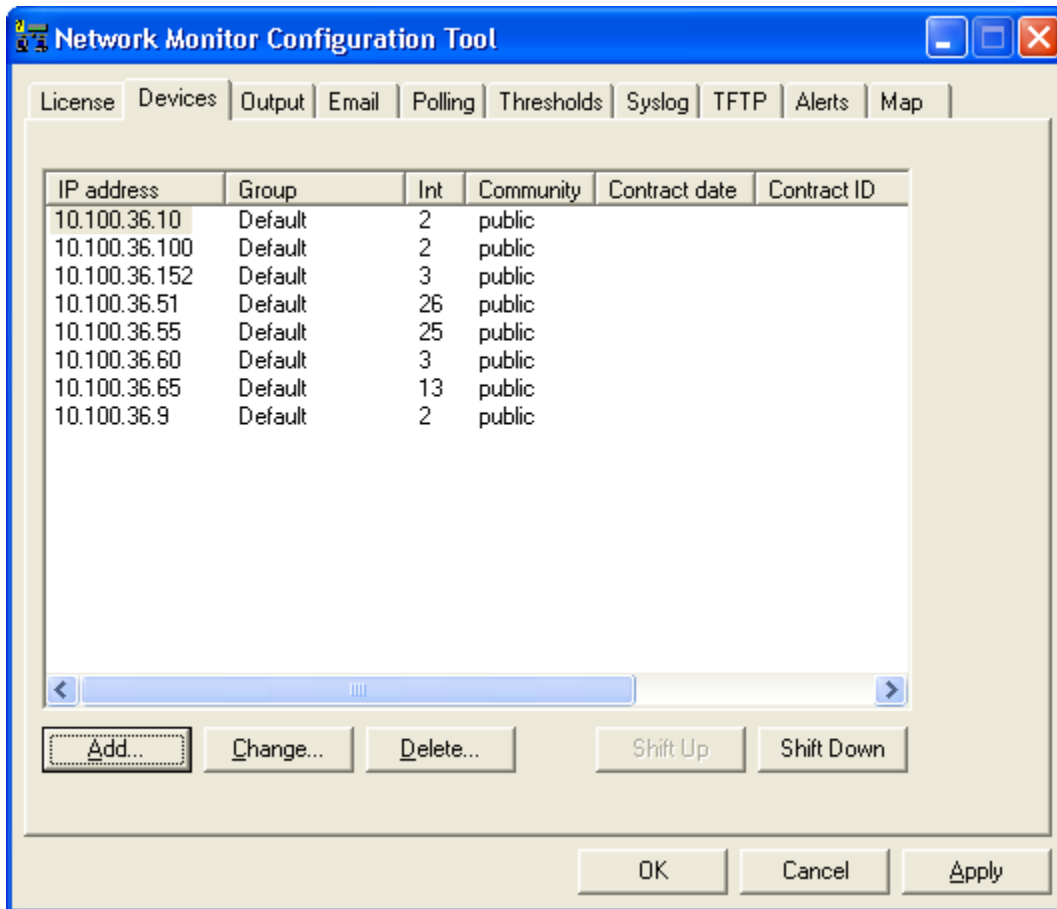 Network Monitor Configuration Tool
License Devices Output Email Polling Thresholds Syslog TFTP Alerts Map
IP address Group Int Community Contract date Contract ID
10.100.36.10 Default 2 public
10.100.36.100 Default 2 public
10.100.36.152 Default 3 public
10.100.36.51 Default 26 public
10.100.36.55 Default 25 public
10.100.36.60 Default 3 public
10.100.36.65 Default 13 public
10.100.36.9 Default 2 public
Add... Change... Delete... Shift Up Shift Down
OK Cancel Apply